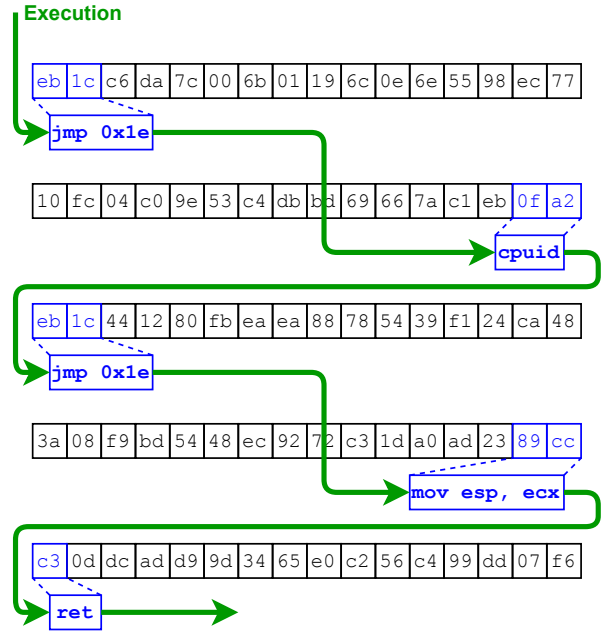 Execution
eb 1c c6 da 7c 00 6b 01 19 6c 0e 6e 55 98 ec 77
jmp 0x1e
10 fc 04 c0 9e 53 c4 db bd 69 66 7a c1 eb 0f a2
cpuid
eb 1c 44 12 80 fb ea ea 88 78 54 39 f1 24 ca 48
jmp 0x1e
3a 08 f9 bd 54 48 ec 92 72 c3 1d a0 ad 23 89 cc
mov esp, ecx
c3 0d dc ad d9 9d 34 65 e0 c2 56 c4 99 dd 07 f6
ret